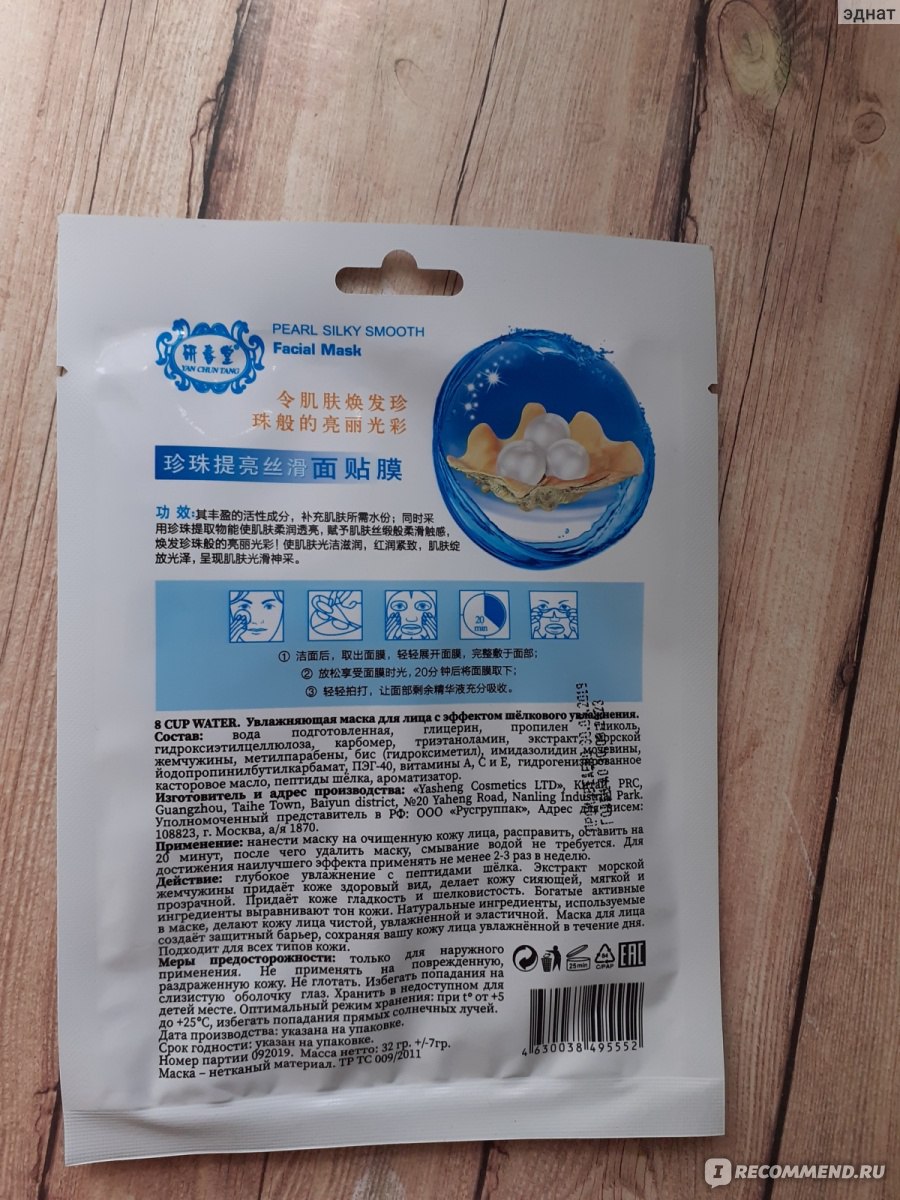 эднат
PEARL SILKY SMOOTH
Facial Mask
研春堂®
YAN CHUN TANG
令肌肤焕发珍
珠般的亮丽光彩
珍珠提亮丝滑面贴膜
功 效:其丰盈的活性成分，补充肌肤所需水份；同时采
用珍珠提取物能使肌肤柔润透亮，赋予肌肤丝缎般柔滑触感，
焕发珍珠般的亮丽光彩！使肌肤光洁滋润，红润紧致，肌肤绽
放光泽，呈现肌肤光滑神采。
20
min
① 洁面后，取出面膜，轻轻展开面膜，完整敷于面部；
② 放松享受面膜时光，20分钟后将面膜取下；
③ 轻轻拍打，让面部剩余精华液充分吸收。
8 CUP WATER. Увлажняющая маска для лица с эффектом шёлкового увлажнения.
Состав: вода подготовленная, глицерин, пропилен гликоль,
гидроксиэтилцеллюлоза, карбомер, триэтаноламин, экстракт морской
жемчужины, метилпарабены, бис (гидроксиметил), имидазолидин мочевины,
йодопропинилбутилкарбамат, ПЭГ-40, витамины А, С и Е, гидрогенизированное
касторовое масло, пептиды шёлка, ароматизатор.
Изготовитель и адрес производства: «Yasheng Cosmetics LTD», Китай, PRC,
Guangzhou, Taihe Town, Baiyun district, №20 Yaheng Road, Nanling Industrial Park.
Уполномоченный представитель в РФ: ООО «Русгруппак», Адрес для писем:
108823, г. Москва, а/я 1870.
Применение: нанести маску на очищенную кожу лица, расправить, оставить на
20 минут, после чего удалить маску, смывание водой не требуется. Для
достижения наилучшего эффекта применять не менее 2-3 раз в неделю.
Действие: глубокое увлажнение с пептидами шёлка. Экстракт морской
жемчужины придаёт коже здоровый вид, делает кожу сияющей, мягкой и
прозрачной. Придаёт коже гладкость и шелковистость. Богатые активные
ингредиенты выравнивают тон кожи. Натуральные ингредиенты, используемые
в маске, делают кожу лица чистой, увлажненной и эластичной. Маска для лица
создаёт защитный барьер, сохраняя вашу кожу лица увлажнённой в течение дня.
Подходит для всех типов кожи.
Меры предосторожности: только для наружного
применения. Не применять на поврежденную,
раздраженную кожу. Не глотать. Избегать попадания на
слизистую оболочку глаз. Хранить в недоступном для
детей месте. Оптимальный режим хранения: при t° от +5
до +25°С, избегать попадания прямых солнечных лучей.
Дата производства: указана на упаковке.
Срок годности: указан на упаковке.
Номер партии 092019. Масса нетто: 32 гр. +/-7гр.
Маска – нетканый материал. ТР ТС 009/2011
25 min
84
C/PAP
EAC
4 630038 495552
IRECOMMEND.RU